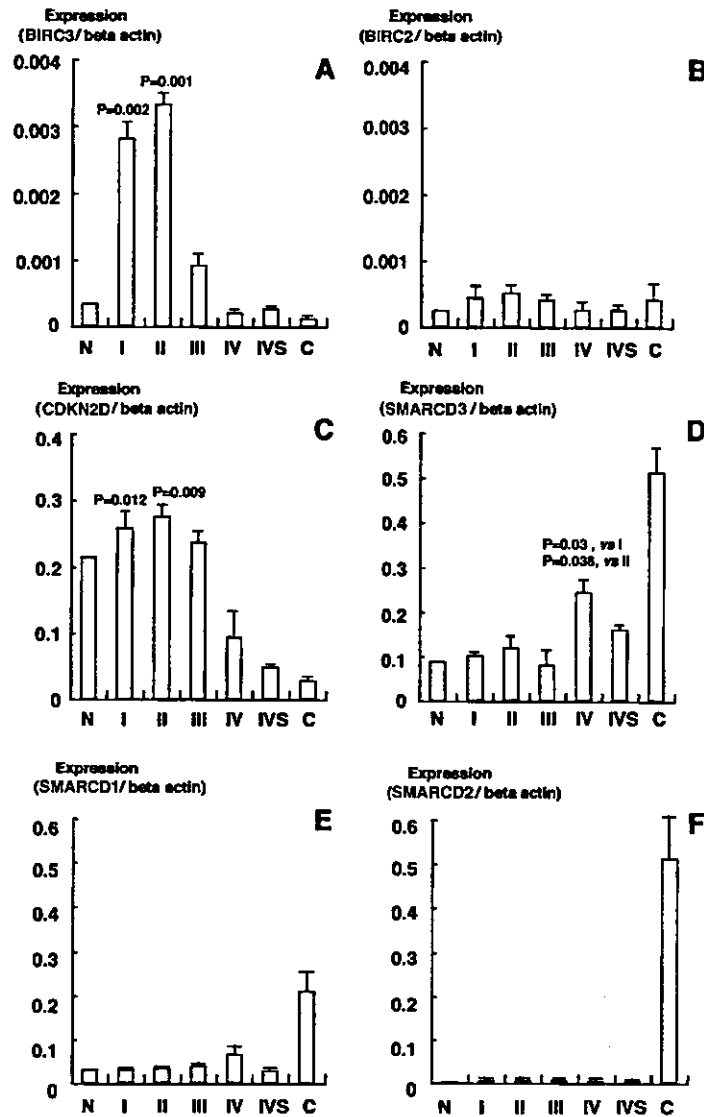 Expression
(BIRC3/ beta actin)
A
0.004
0.003
0.002
0.001
0
P=0.002
P=0.001
N I II III IV IVS C
Expression
(BIRC2/ beta actin)
B
0.004
0.003
0.002
0.001
0
N I II III IV IVS C
Expression
(CDKN2D/ beta actin)
C
0.4
0.3
0.2
0.1
0
P=0.012
P=0.009
N I II III IV IVS C
Expression
(SMARCD3/ beta actin)
D
0.6
0.5
0.4
0.3
0.2
0.1
0
P=0.03 , vs I
P=0.038, vs II
N I II III IV IVS C
Expression
(SMARCD1/ beta actin)
E
0.6
0.5
0.4
0.3
0.2
0.1
0
N I II III IV IVS C
Expression
(SMARCD2/ beta actin)
F
0.6
0.5
0.4
0.3
0.2
0.1
0
N I II III IV IVS C